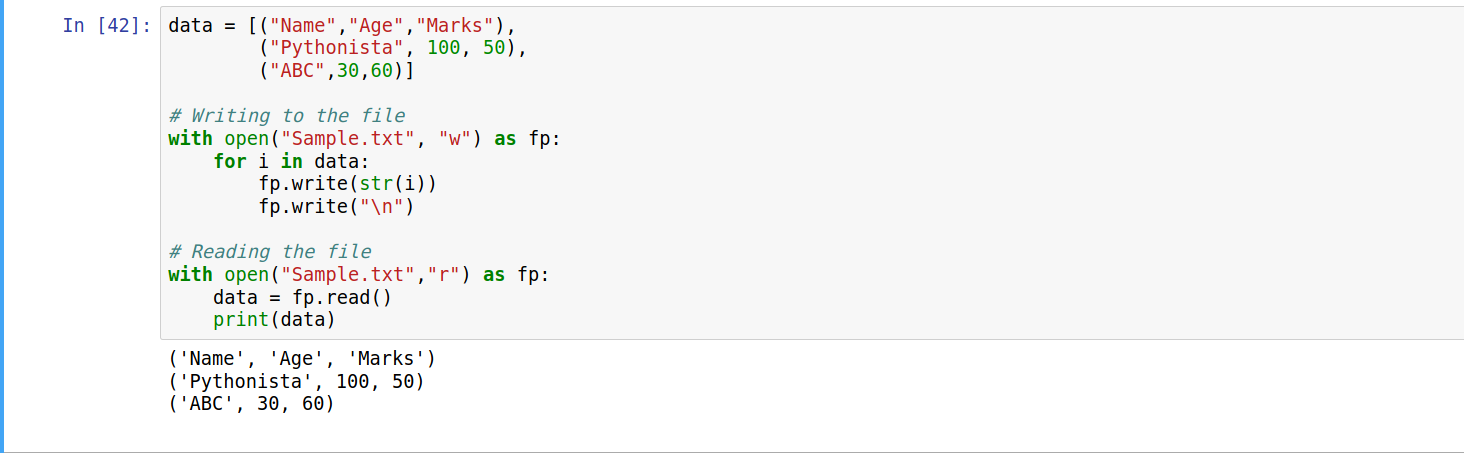 In [42]: data = [("Name","Age","Marks"),
        ("Pythonista", 100, 50),
        ("ABC",30,60)]

# Writing to the file
with open("Sample.txt", "w") as fp:
    for i in data:
        fp.write(str(i))
        fp.write("\n")

# Reading the file
with open("Sample.txt","r") as fp:
    data = fp.read()
    print(data)
('Name', 'Age', 'Marks')
('Pythonista', 100, 50)
('ABC', 30, 60)